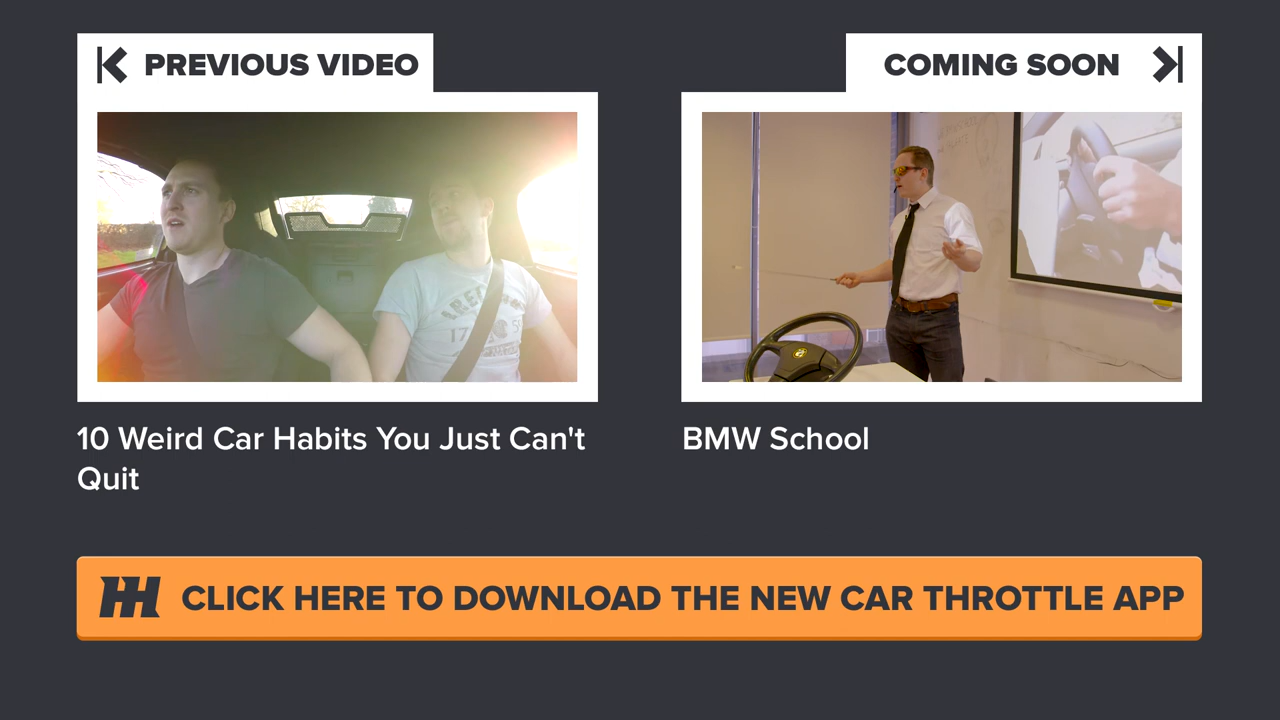 PREVIOUS VIDEO
COMING SOON
10 Weird Car Habits You Just Can't
Quit
BMW School
CLICK HERE TO DOWNLOAD THE NEW CAR THROTTLE APP